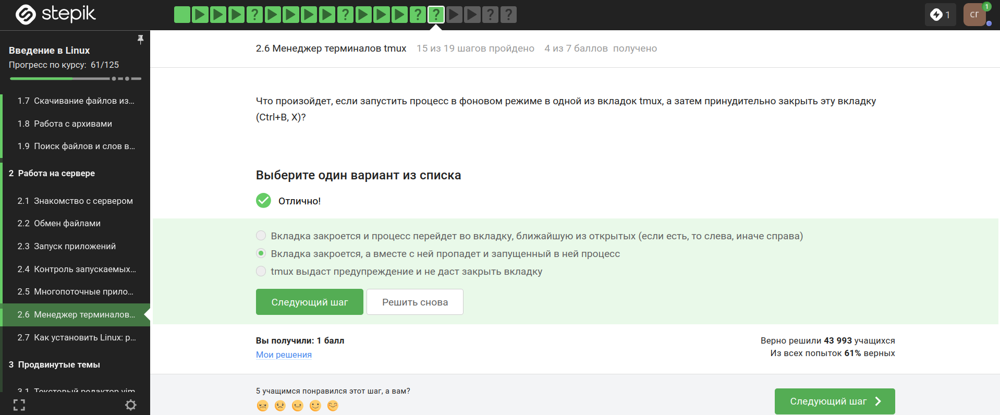 stepik
1
СГ
1
Введение в Linux
Прогресс по курсу: 61/125
1.7 Скачивание файлов из...
1.8 Работа с архивами
1.9 Поиск файлов и слов в...
2 Работа на сервере
2.1 Знакомство с сервером
2.2 Обмен файлами
2.3 Запуск приложений
2.4 Контроль запускаемых...
2.5 Многопоточные прило...
2.6 Менеджер терминалов...
2.7 Как установить Linux: р...
3 Продвинутые темы
3.1 Текстовый редактор vim
2.6 Менеджер терминалов tmux 15 из 19 шагов пройдено 4 из 7 баллов получено
Что произойдет, если запустить процесс в фоновом режиме в одной из вкладок tmux, а затем принудительно закрыть эту вкладку
(Ctrl+B, X)?
Выберите один вариант из списка
Отлично!
Вкладка закроется и процесс перейдет во вкладку, ближайшую из открытых (если есть, то слева, иначе справа)
Вкладка закроется, а вместе с ней пропадет и запущенный в ней процесс
tmux выдаст предупреждение и не даст закрыть вкладку
Следующий шаг Решить снова
Вы получили: 1 балл
Мои решения
Верно решили 43 993 учащихся
Из всех попыток 61% верных
5 учащимся понравился этот шаг, а вам?
Следующий шаг